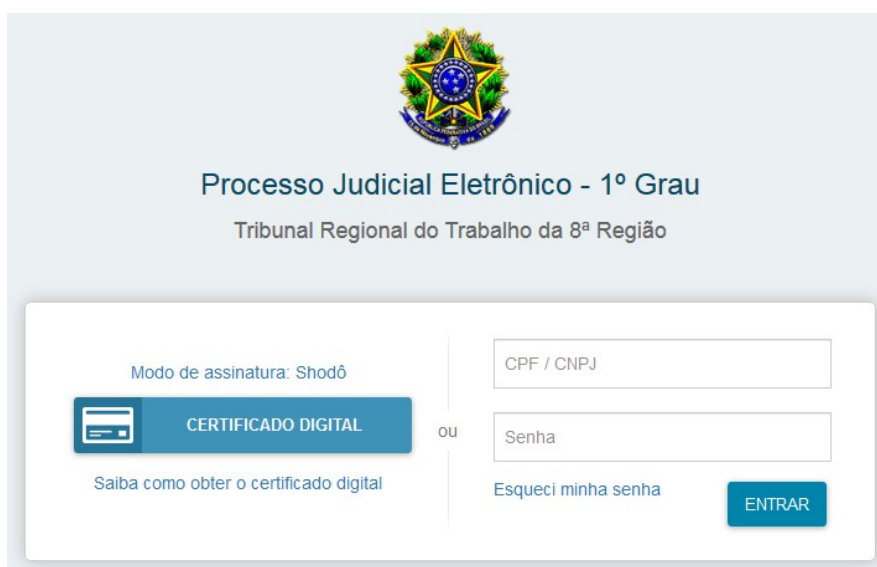 Processo Judicial Eletrônico - 1º Grau
Tribunal Regional do Trabalho da 8ª Região
Modo de assinatura: Shodô
CERTIFICADO DIGITAL
Saiba como obter o certificado digital
ou
CPF / CNPJ
Senha
Esqueci minha senha
ENTRAR